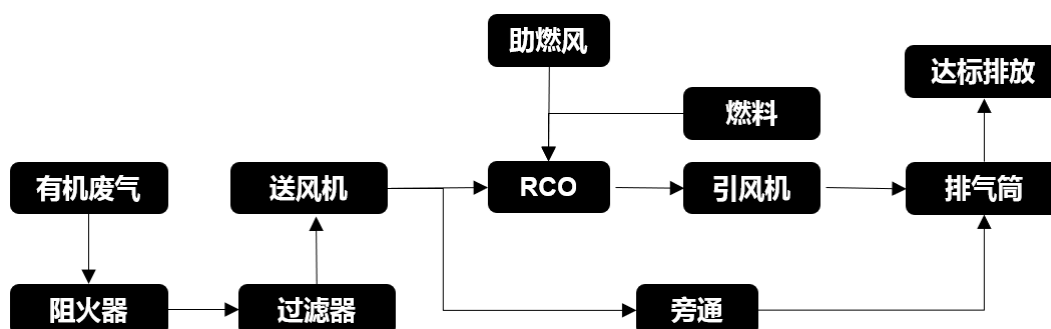 助燃风
达标排放
燃料
有机废气
送风机
RCO
引风机
排气筒
阻火器
过滤器
旁通